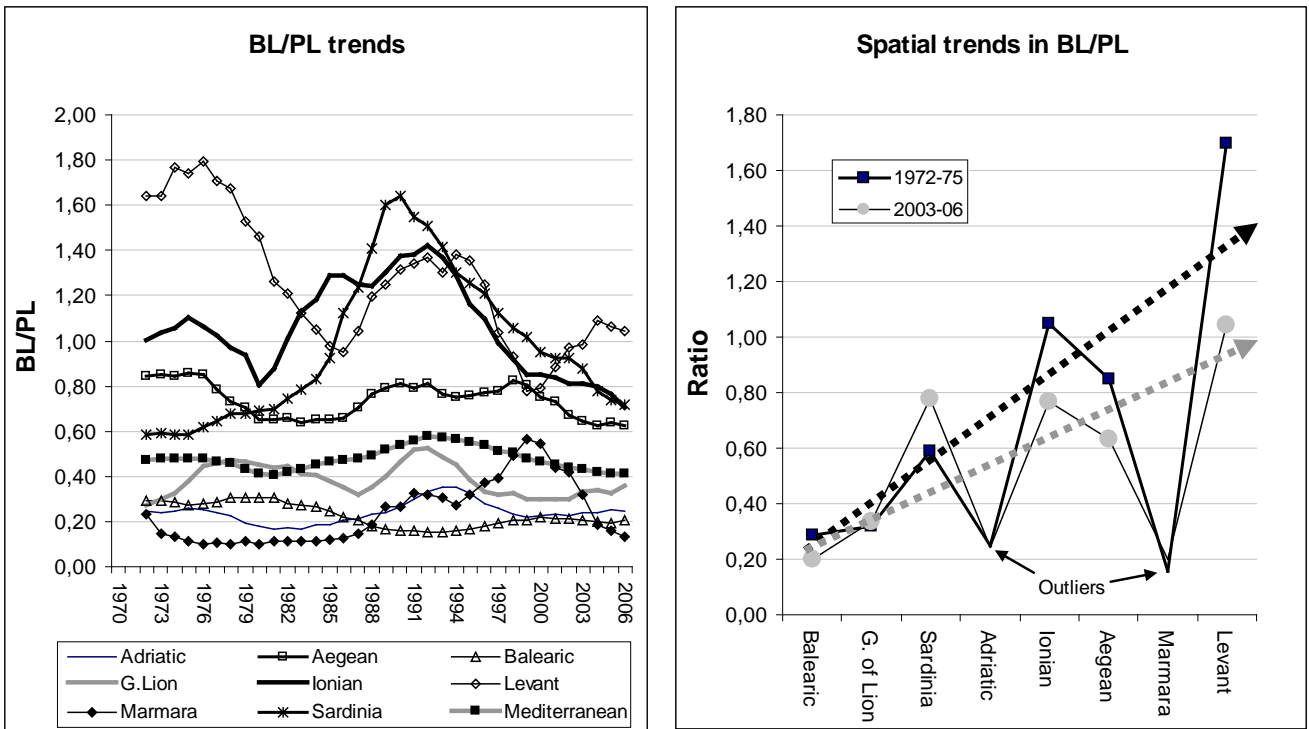 BL/PL trends
2,00
1,80
1,60
1,40
1,20
1,00
0,80
0,60
0,40
0,20
0,00
BL/PL
1970
1973
1976
1979
1982
1985
1988
1991
1994
1997
2000
2003
2006
Adriatic
Aegean
Balearic
G.Lion
Ionian
Levant
Marmara
Sardinia
Mediterranean
Spatial trends in BL/PL
1,80
1,60
1,40
1,20
1,00
0,80
0,60
0,40
0,20
0,00
Ratio
1972-75
2003-06
Outliers
Balearic
G. of Lion
Sardinia
Adriatic
Ionian
Aegean
Marmara
Levant